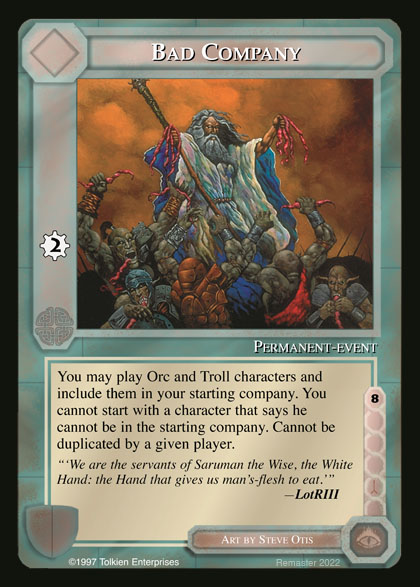 BAD COMPANY
2
PERMANENT-EVENT
You may play Orc and Troll characters and
include them in your starting company. You
cannot start with a character that says he
cannot be in the starting company. Cannot be
duplicated by a given player.
8
“‘We are the servants of Saruman the Wise, the White
Hand: the Hand that gives us man’s-flesh to eat.’”
–LotRIII
ART BY STEVE OTIS
©1997 Tolkien Enterprises
Remaster 2022